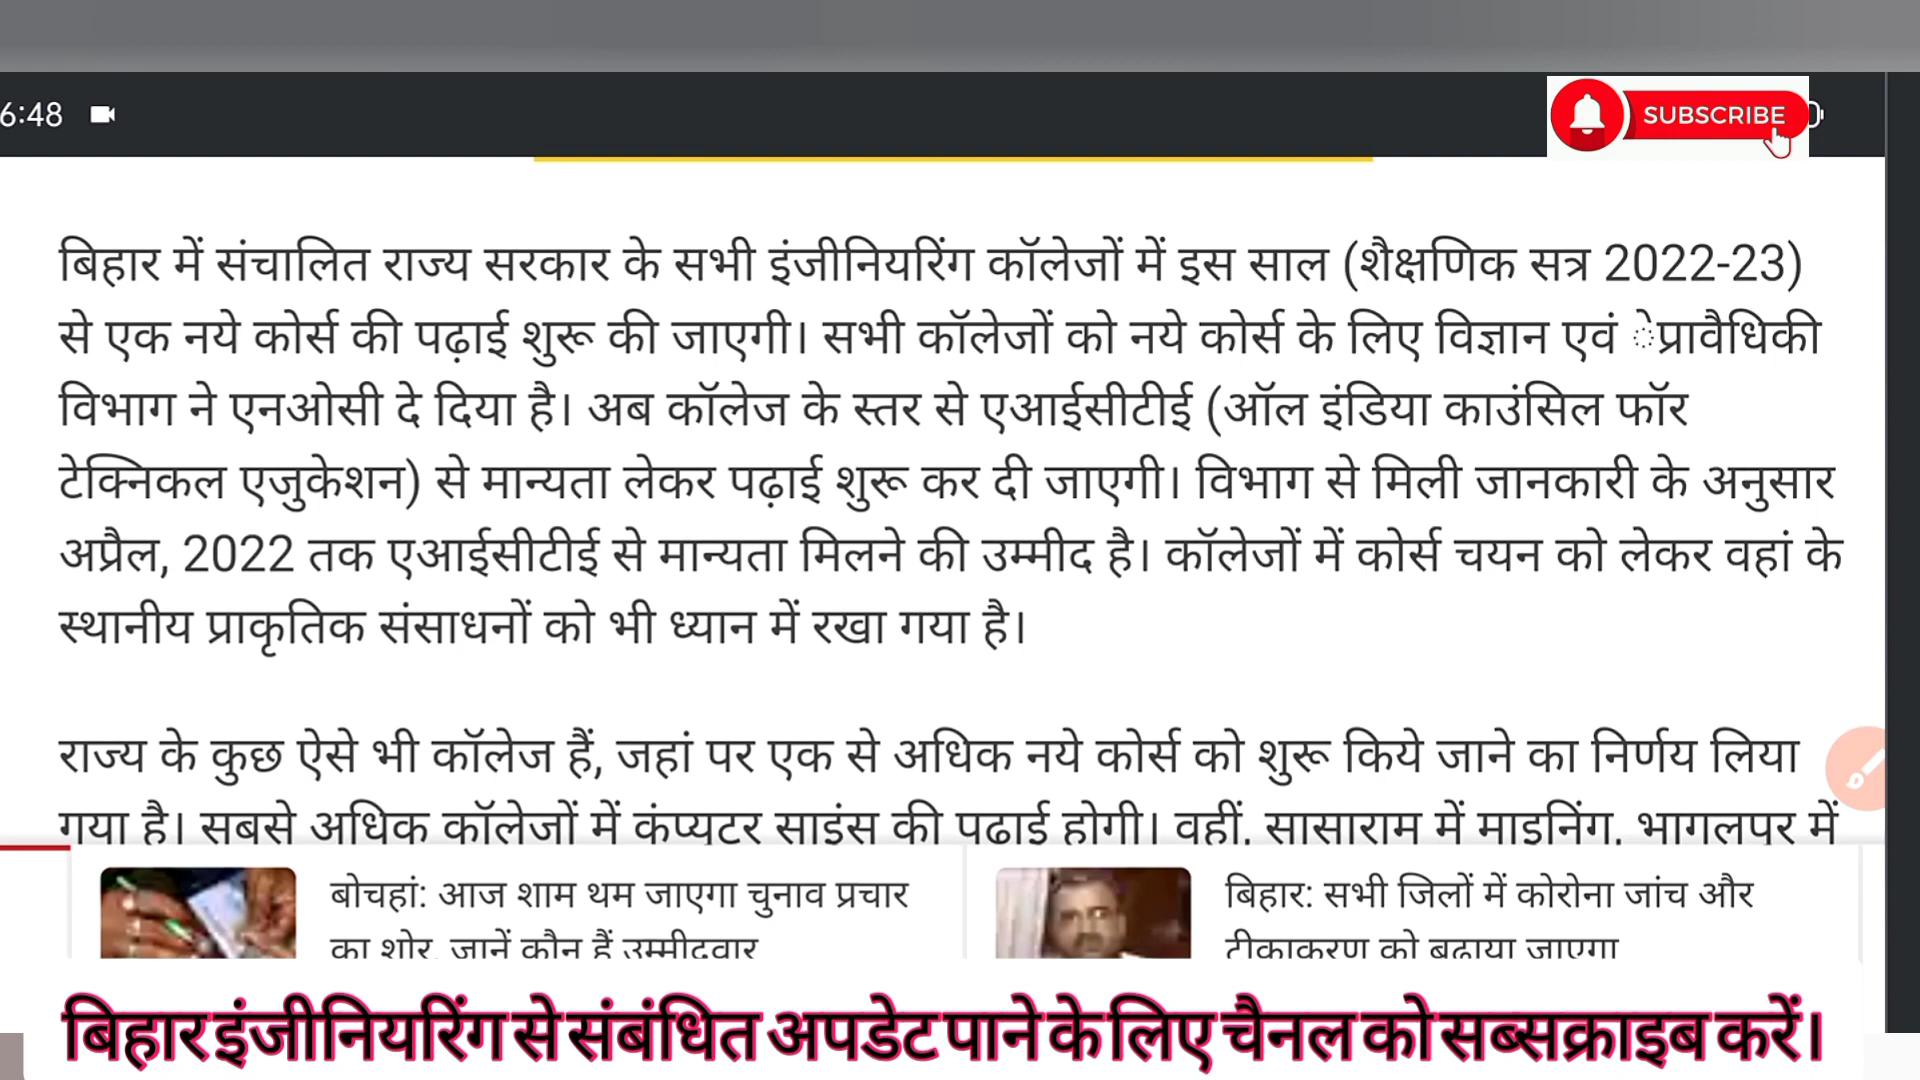 6:48
SUBSCRIBE
बिहार में संचालित राज्य सरकार के सभी इंजीनियरिंग कॉलेजों में इस साल (शैक्षणिक सत्र 2022-23)
से एक नये कोर्स की पढ़ाई शुरू की जाएगी। सभी कॉलेजों को नये कोर्स के लिए विज्ञान एवं ेप्रावैधिकी
विभाग ने एनओसी दे दिया है। अब कॉलेज के स्तर से एआईसीटीई (ऑल इंडिया काउंसिल फॉर
टेक्निकल एजुकेशन) से मान्यता लेकर पढ़ाई शुरू कर दी जाएगी। विभाग से मिली जानकारी के अनुसार
अप्रैल, 2022 तक एआईसीटीई से मान्यता मिलने की उम्मीद है। कॉलेजों में कोर्स चयन को लेकर वहां के
स्थानीय प्राकृतिक संसाधनों को भी ध्यान में रखा गया है।
राज्य के कुछ ऐसे भी कॉलेज हैं, जहां पर एक से अधिक नये कोर्स को शुरू किये जाने का निर्णय लिया
गया है। सबसे अधिक कॉलेजों में कंप्यूटर साइंस की पढ़ाई होगी। वहीं, सासाराम में माइनिंग, भागलपुर में
बोचहां: आज शाम थम जाएगा चुनाव प्रचार
का शोर, जानें कौन हैं उम्मीदवार
बिहार: सभी जिलों में कोरोना जांच और
टीकाकरण को बढ़ाया जाएगा
बिहार इंजीनियरिंग से संबंधित अपडेट पाने के लिए चैनल को सब्सक्राइब करें।